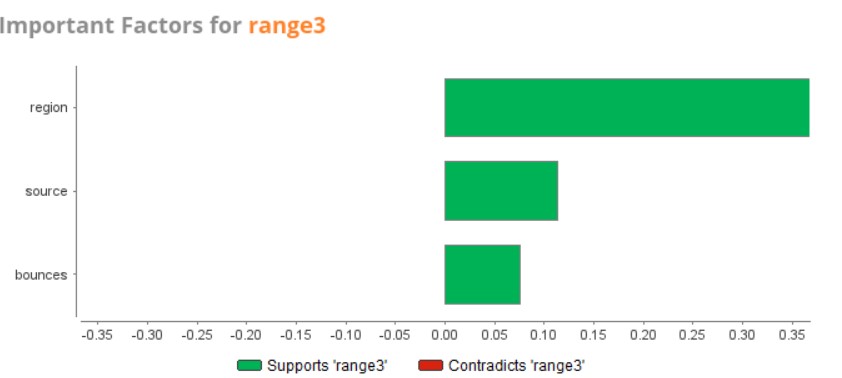 Important Factors for range3
region
source
bounces
-0.35 -0.30 -0.25 -0.20 -0.15 -0.10 -0.05 0.00 0.05 0.10 0.15 0.20 0.25 0.30 0.35
Supports 'range3' Contradicts 'range3'